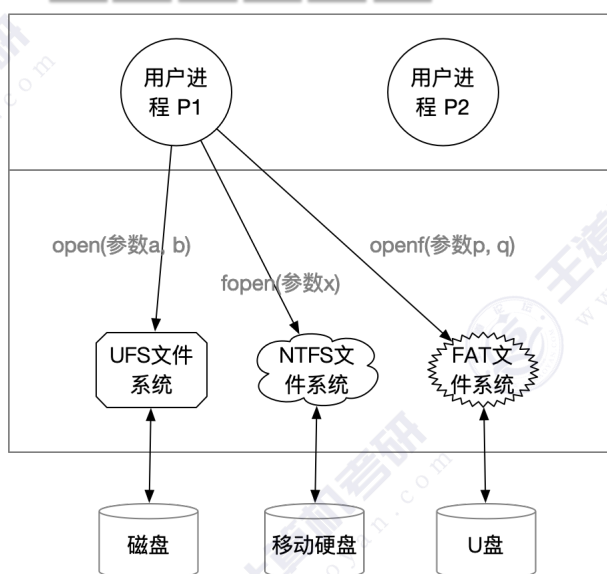 用户进
程 P1
用户进
程 P2
open(参数a, b)
openf(参数p, q)
fopen(参数x)
UFS文件
系统
NTFS文
件系统
FAT文
件系统
磁盘
移动硬盘
U盘